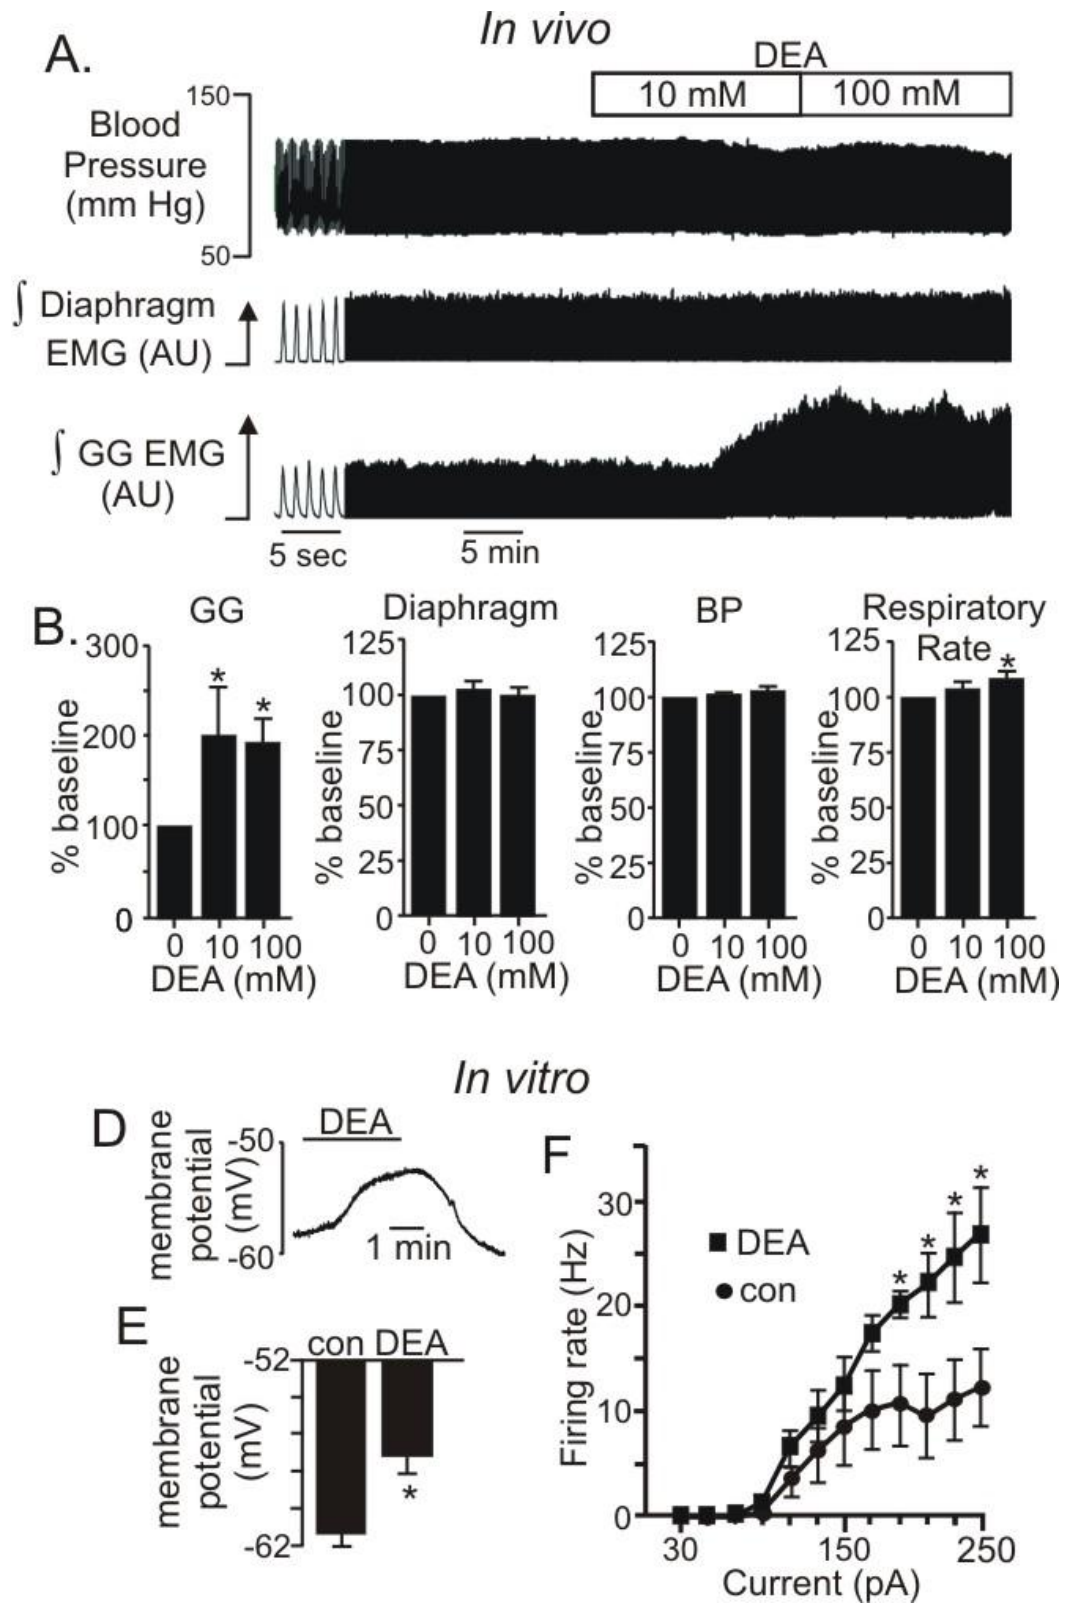 In vivo
A.
DEA
10 mM 100 mM
150
Blood
Pressure
(mm Hg)
50
∫ Diaphragm
EMG (AU)
∫ GG EMG
(AU)
5 sec
5 min
B.
GG
300
200
100
0
% baseline
0 10 100
DEA (mM)
Diaphragm
125
100
75
50
25
0
% baseline
0 10 100
DEA (mM)
BP
125
100
75
50
25
0
% baseline
0 10 100
DEA (mM)
Respiratory
Rate
125
100
75
50
25
0
% baseline
0 10 100
DEA (mM)
* * *
In vitro
D
membrane
potential
(mV)
DEA
-50
-60
1 min
E
membrane
potential
(mV)
con DEA
-52
-62
*
F
Firing rate (Hz)
30
20
10
0
DEA
con
* * * *
30 150 250
Current (pA)